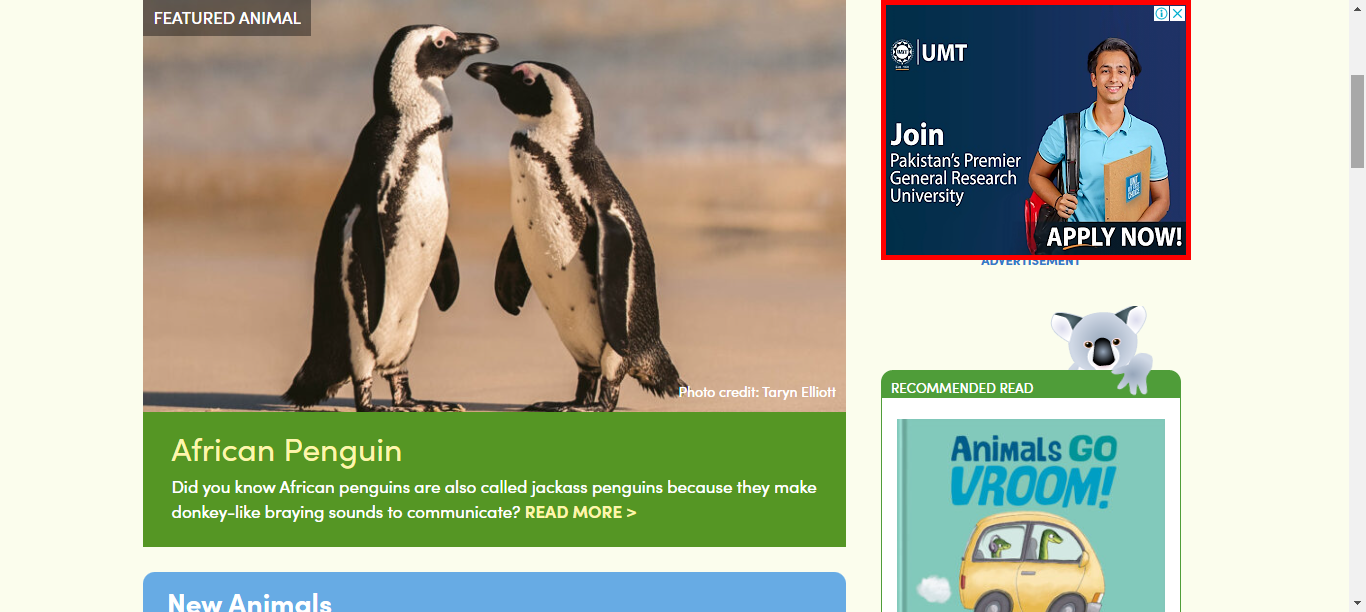 FEATURED ANIMAL
Photo credit: Taryn Elliott
African Penguin
Did you know African penguins are also called jackass penguins because they make
donkey-like braying sounds to communicate? READ MORE >
New Animals
UMT
Join
Pakistan's Premier
General Research
University
APPLY NOW!
ADVERTISEMENT
RECOMMENDED READ
ANIMALS GO
VROOM!